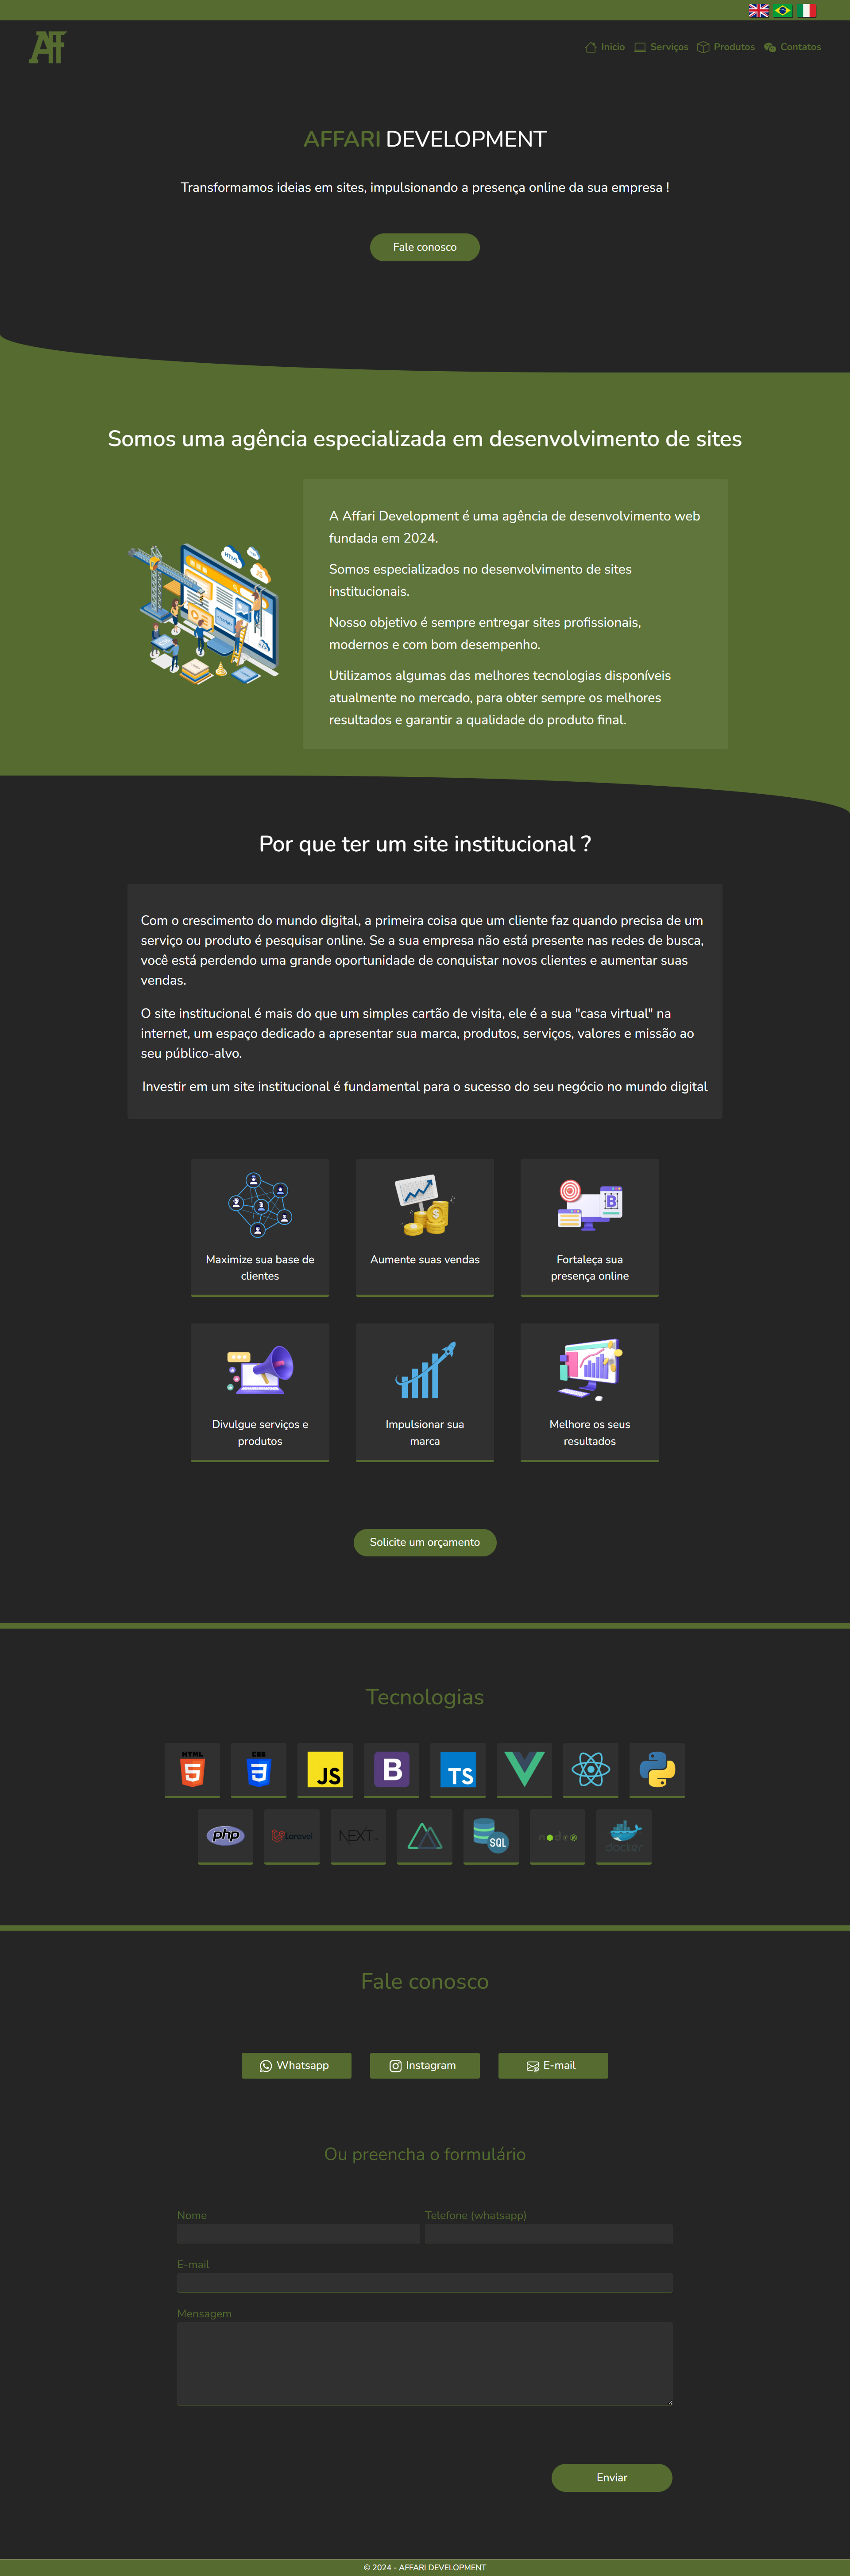 AFF
Inicio Serviços Produtos Contatos
AFFARI DEVELOPMENT
Transformamos ideias em sites, impulsionando a presença online da sua empresa !
Fale conosco
Somos uma agência especializada em desenvolvimento de sites
HTML
A Affari Development é uma agência de desenvolvimento web
fundada em 2024.
Somos especializados no desenvolvimento de sites
institucionais.
Nosso objetivo é sempre entregar sites profissionais,
modernos e com bom desempenho.
Utilizamos algumas das melhores tecnologias disponíveis
atualmente no mercado, para obter sempre os melhores
resultados e garantir a qualidade do produto final.
Por que ter um site institucional ?
Com o crescimento do mundo digital, a primeira coisa que um cliente faz quando precisa de um
serviço ou produto é pesquisar online. Se a sua empresa não está presente nas redes de busca,
você está perdendo uma grande oportunidade de conquistar novos clientes e aumentar suas
vendas.
O site institucional é mais do que um simples cartão de visita, ele é a sua "casa virtual" na
internet, um espaço dedicado a apresentar sua marca, produtos, serviços, valores e missão ao
seu público-alvo.
Investir em um site institucional é fundamental para o sucesso do seu negócio no mundo digital
Maximize sua base de
clientes
Aumente suas vendas
B
Fortaleça sua
presença online
Divulgue serviços e
produtos
Impulsionar sua
marca
Melhore os seus
resultados
Solicite um orçamento
Tecnologias
HTML 5
CSS 3
JS
B
TS
php
Laravel
NEXT
SQL
node
docker
Fale conosco
Whatsapp Instagram E-mail
Ou preencha o formulário
Nome Telefone (whatsapp)
E-mail
Mensagem
Enviar
© 2024 - AFFARI DEVELOPMENT